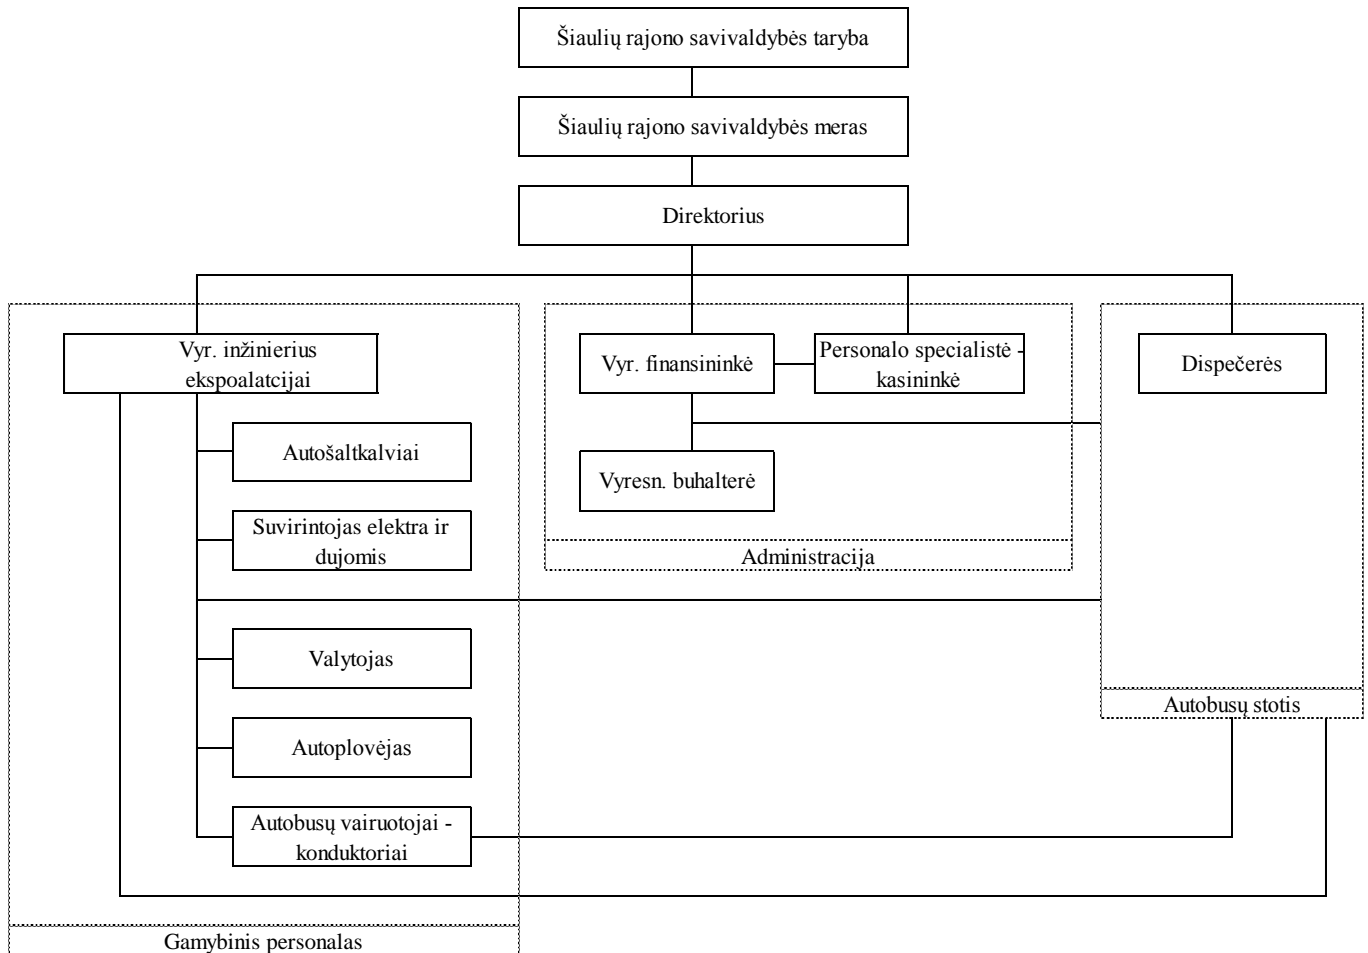 Šiaulių rajono savivaldybės taryba
Šiaulių rajono savivaldybės meras
Direktorius
Vyr. inžinierius
ekspoalatcijai
Autošaltkalviai
Suvirintojas elektra ir
dujomis
Valytojas
Autoplovėjas
Autobusų vairuotojai -
konduktoriai
Gamybinis personalas
Vyr. finansininkė
Personalo specialistė -
kasininkė
Vyresn. buhalterė
Administracija
Dispečerės
Autobusų stotis